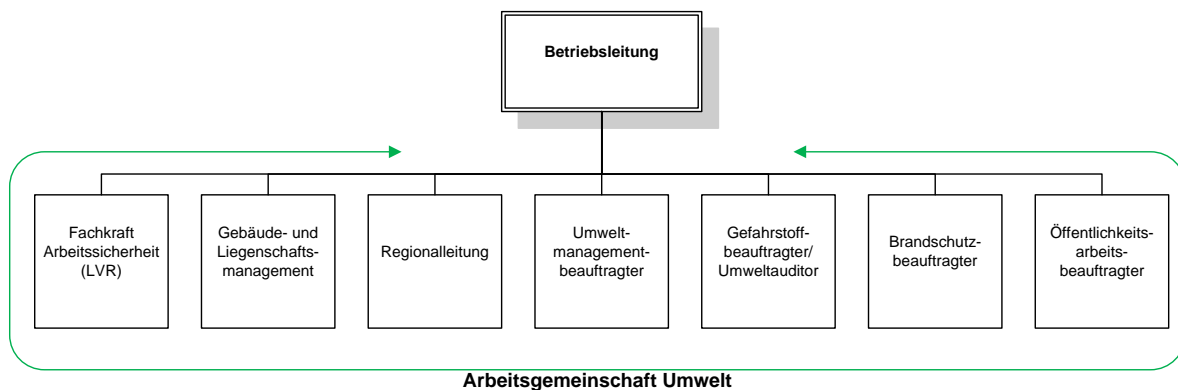 Betriebsleitung
Fachkraft
Arbeitssicherheit
(LVR)
Gebäude- und
Liegenschafts-
management
Regionalleitung
Umwelt-
management-
beauftragter
Gefahrstoff-
beauftragter/
Umweltauditor
Brandschutz-
beauftragter
Öffentlichkeits-
arbeits-
beauftragter
Arbeitsgemeinschaft Umwelt